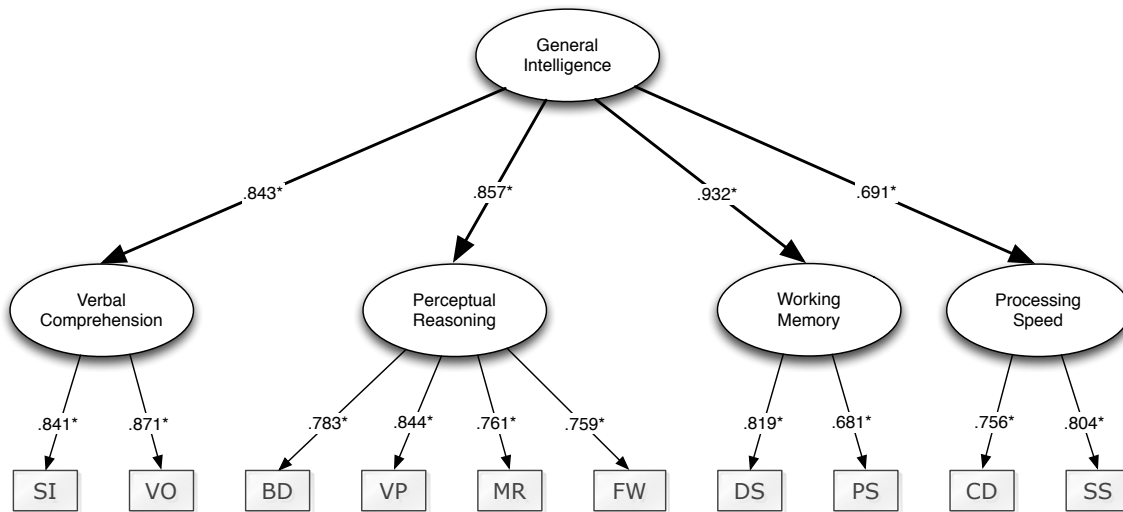 General
Intelligence
.843*
.857*
.932*
.691*
Verbal
Comprehension
Perceptual
Reasoning
Working
Memory
Processing
Speed
.841*
.871*
.783*
.844*
.761*
.759*
.819*
.681*
.756*
.804*
SI
VO
BD
VP
MR
FW
DS
PS
CD
SS